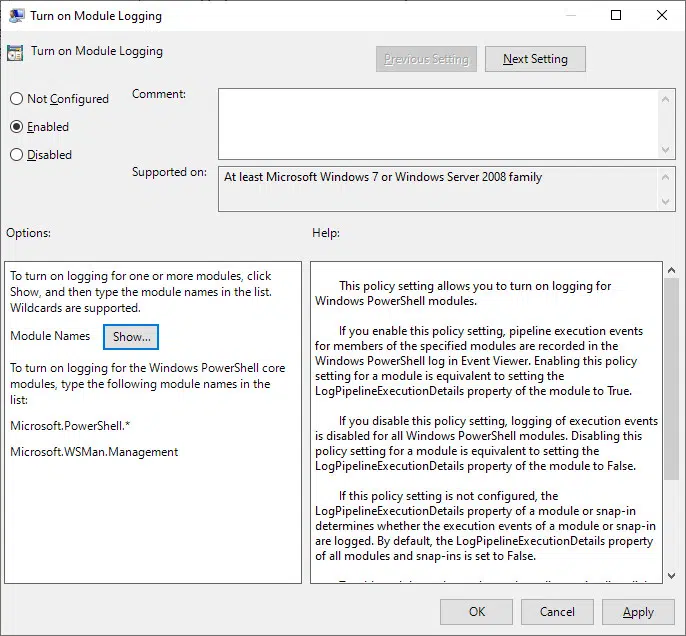 Turn on Module Logging
Turn on Module Logging
Previous Setting
Next Setting
Not Configured
Enabled
Disabled
Comment:
Supported on:
At least Microsoft Windows 7 or Windows Server 2008 family
Options:
Help:
To turn on logging for one or more modules, click
Show, and then type the module names in the list.
Wildcards are supported.
Module Names
Show...
To turn on logging for the Windows PowerShell core
modules, type the following module names in the
list:
Microsoft.PowerShell.*
Microsoft.WSMan.Management
This policy setting allows you to turn on logging for
Windows PowerShell modules.
If you enable this policy setting, pipeline execution events
for members of the specified modules are recorded in the
Windows PowerShell log in Event Viewer. Enabling this policy
setting for a module is equivalent to setting the
LogPipelineExecutionDetails property of the module to True.
If you disable this policy setting, logging of execution events
is disabled for all Windows PowerShell modules. Disabling this
policy setting for a module is equivalent to setting the
LogPipelineExecutionDetails property of the module to False.
If this policy setting is not configured, the
LogPipelineExecutionDetails property of a module or snap-in
determines whether the execution events of a module or snap-in
are logged. By default, the LogPipelineExecutionDetails property
of all modules and snap-ins is set to False.
OK
Cancel
Apply